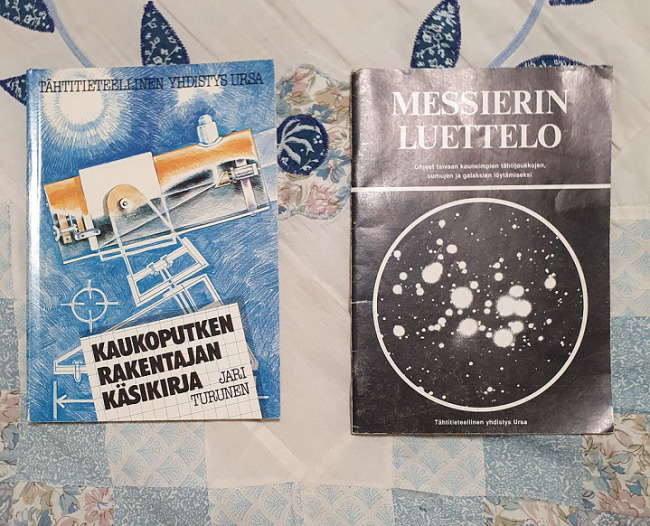 TÄHTITIETEELLINEN YHDISTYS URSA
KAUKOPUTKEN
RAKENTAJAN
KÄSIKIRJA
JARI
TURUNEN
MESSIERIN
LUETTELO
Ohjeet taivaan kauneimpien tähtijoukkojen,
sumujen ja galaksien löytämiseksi
Tähtitieteellinen yhdistys Ursa